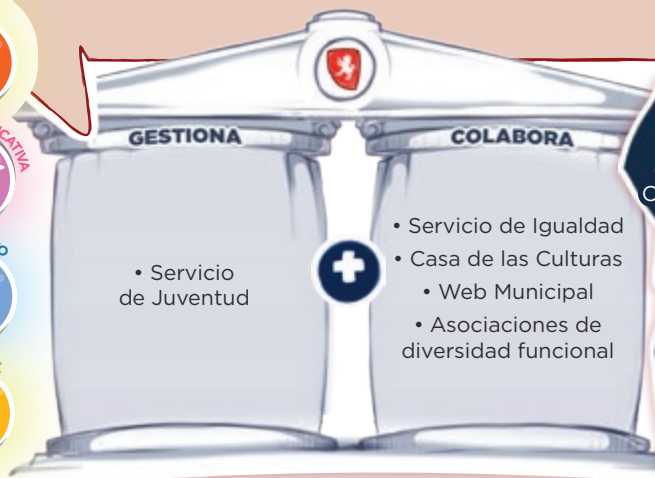 GESTIONA
COLABORA
• Servicio
de Juventud
• Servicio de Igualdad
• Casa de las Culturas
• Web Municipal
• Asociaciones de
diversidad funcional